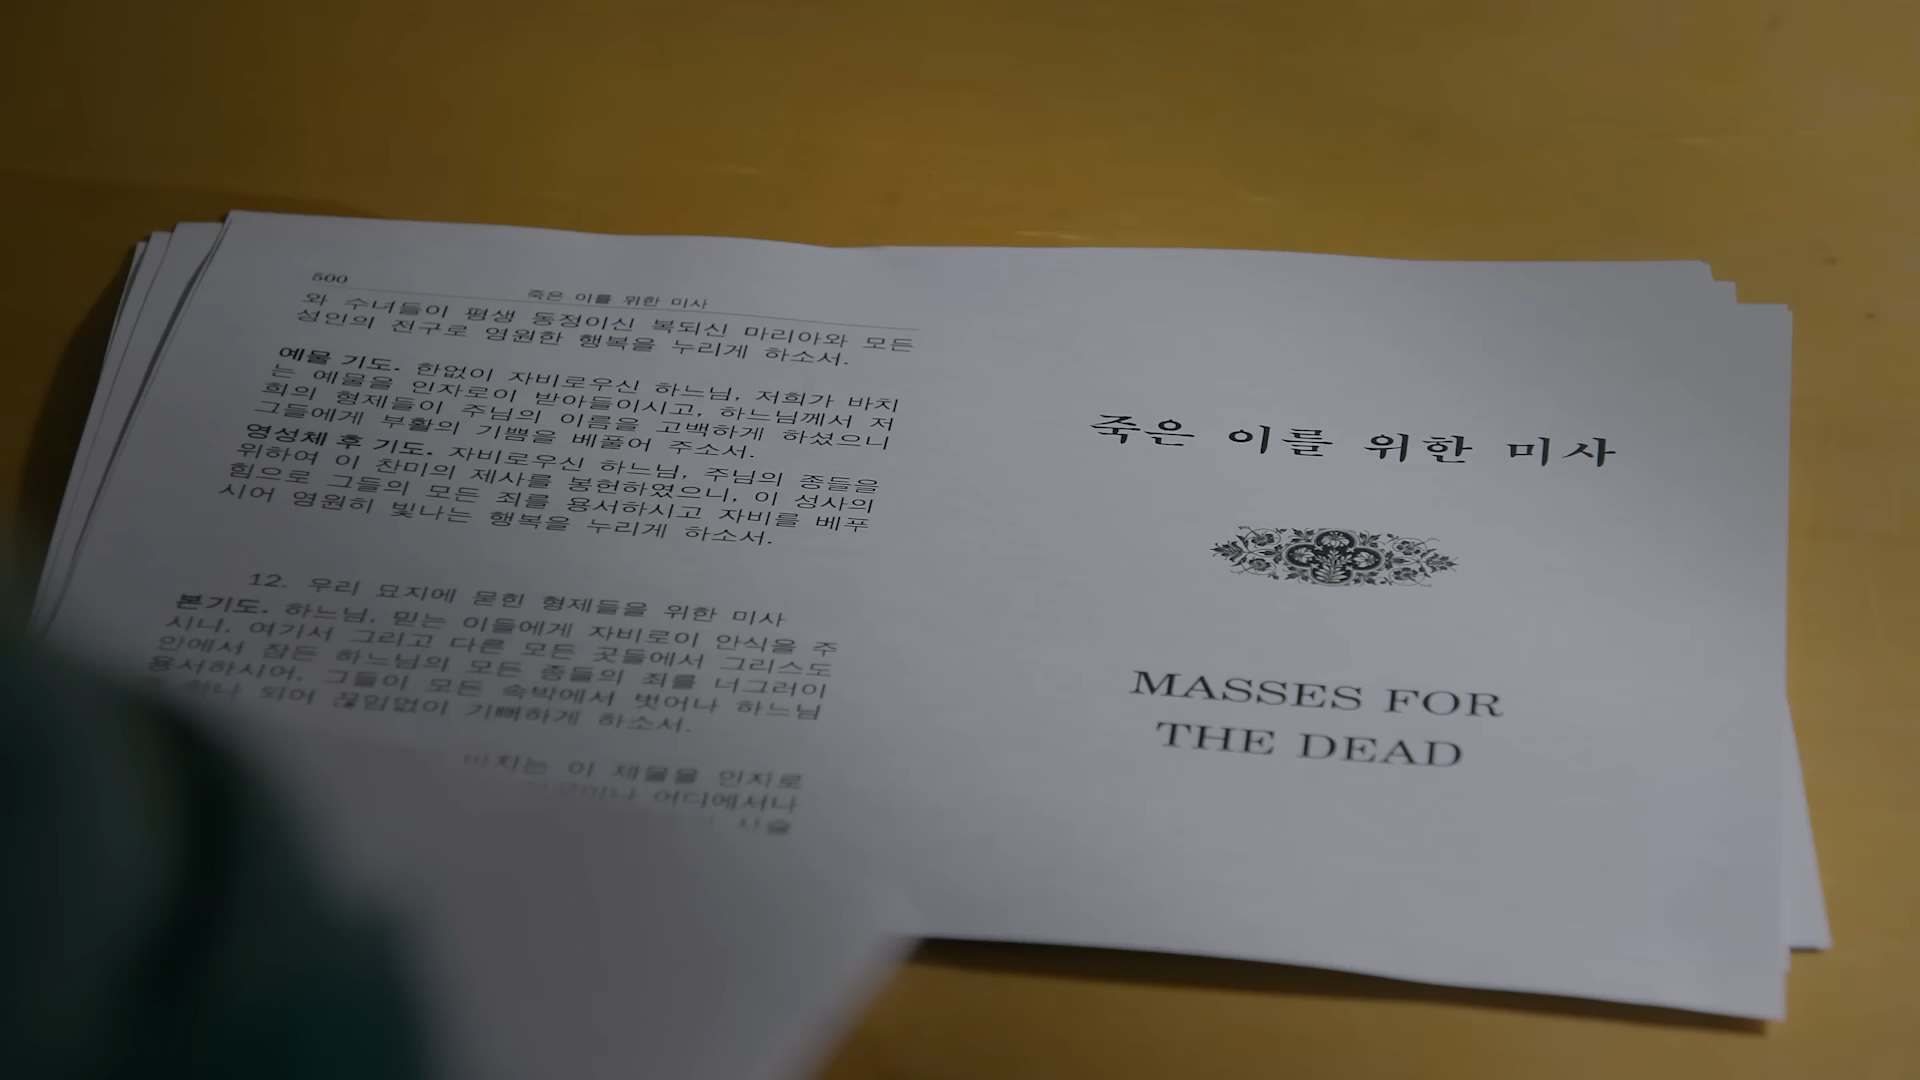 500
죽은 이를 위한 미사
와 수녀들이 평생 동정이신 복되신 마리아와 모든
성인의 진구로 영원한 행복을 누리게 하소서.
예물 기도. 한없이 자비로우신 하느님, 저희가 바치
는 예물을 인자로이 받아들이시고, 하느님께서 저
희의 형제들이 주님의 이름을 고백하게 하셨으니
그들에게 부활의 기쁨을 베풀어 주소서.
영성체 후 기도. 자비로우신 하느님, 주님의 종들을
위하여 이 찬미의 제사를 봉헌하였으니, 이 성사의
힘으로 그들의 모든 죄를 용서하시고 자비를 베푸
시어 영원히 빛나는 행복을 누리게 하소서.
12. 우리 묘지에 묻힌 형제들을 위한 미사
본기도. 하느님, 믿는 이들에게 자비로이 안식을 주
시니, 여기서 그리고 다른 모든 곳들에서 그리스도
안에서 잠든 하느님의 모든 종들의 죄를 너그러이
용서하시어, 그들이 모든 속박에서 벗어나 하느님
하나 되어 끊임없이 기뻐하게 하소서.
바치는 이 제물을 인자로
어디에서나
사슬
죽은 이를 위한 미사
MASSES FOR
THE DEAD